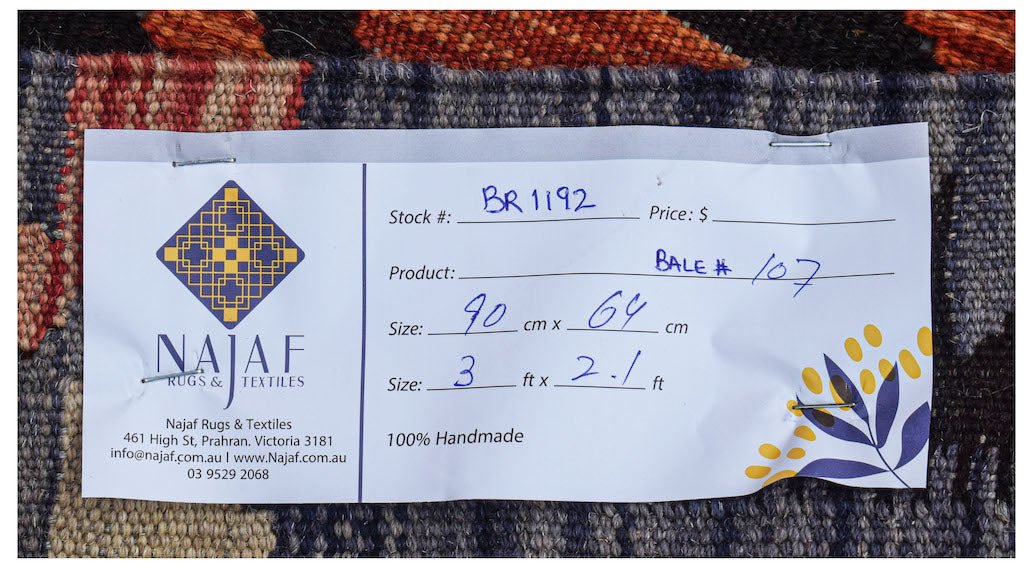 NAJAF
RUGS & TEXTILES
Najaf Rugs & Textiles
461 High St, Prahran. Victoria 3181
info@najaf.com.au I www.Najaf.com.au
03 9529 2068
Stock #: BR1192 Price: $
Product: BALE # 107
Size: 90 cm x 64 cm
Size: 3 ft x 2.1 ft
100% Handmade